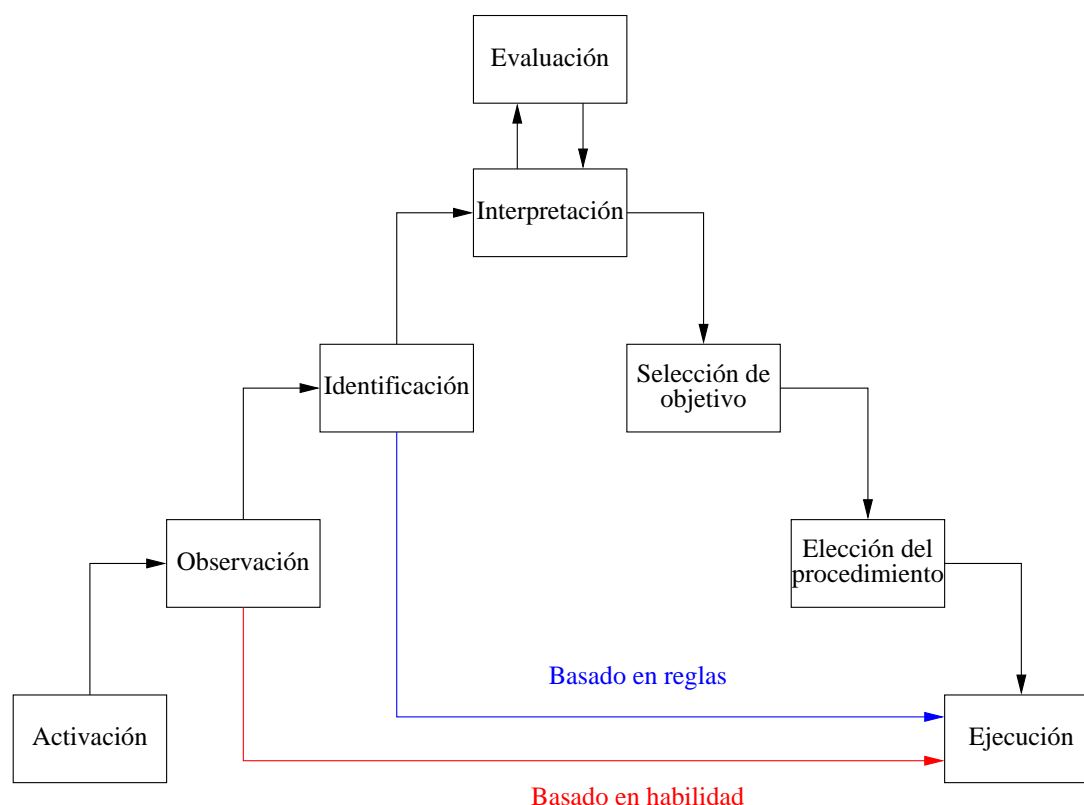 Evaluación
Interpretación
Identificación
Selección de
objetivo
Observación
Elección del
procedimiento
Basado en reglas
Activación
Ejecución
Basado en habilidad